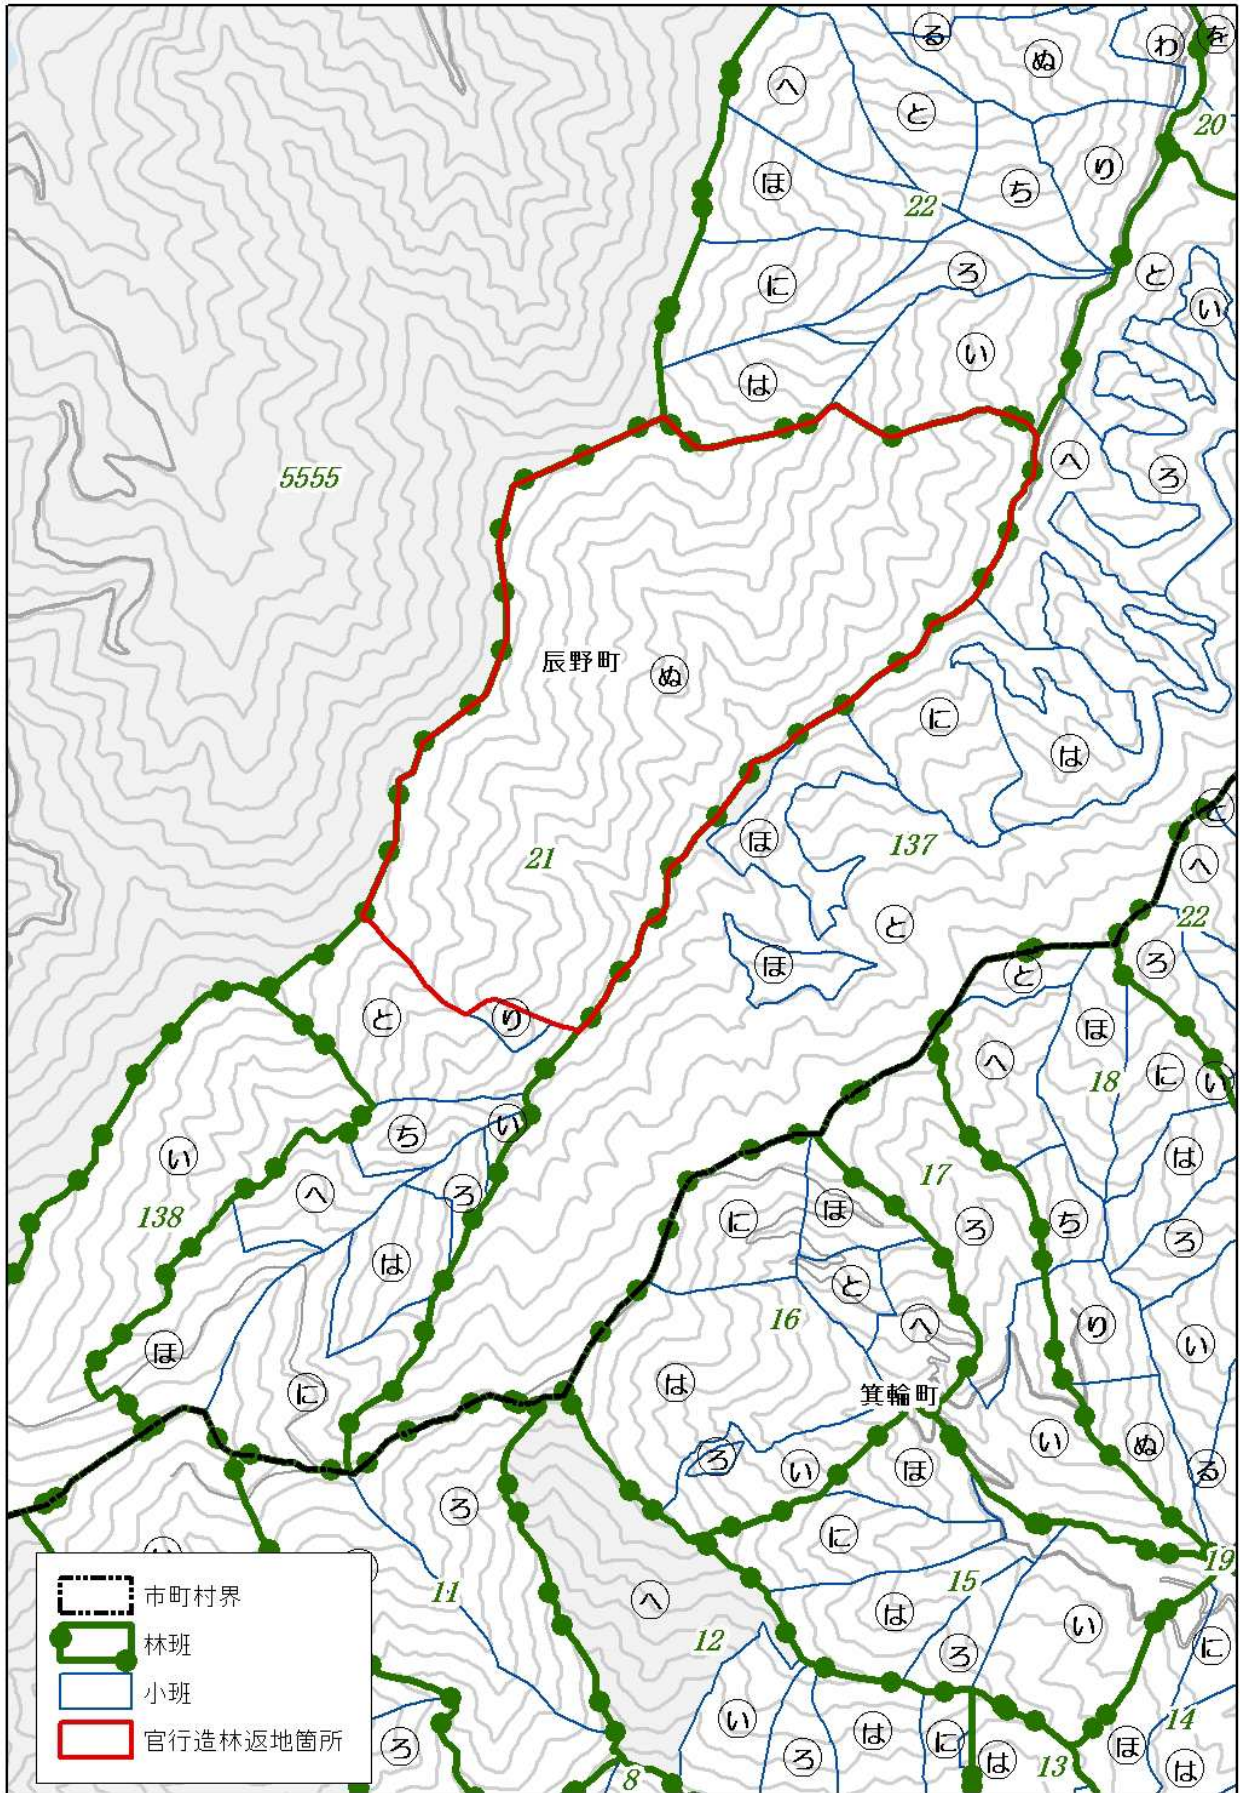 る
わ
を
ぬ
へ
と
20
り
ほ
ち
22
ろ
と
に
い
い
は
へ
ろ
5555
辰野町
ぬ
に
は
と
ほ
137
21
へ
22
と
ろ
ほ
と
と
り
ほ
へ
に
い
18
ち
い
い
は
17
へ
ろ
ほ
ち
138
に
ろ
ろ
は
と
16
へ
り
い
ほ
に
は
箕輪町
い
ぬ
ろ
い
ほ
る
ろ
に
19
い
市町村界
11
へ
15
は
い
林班
12
ろ
に
小班
い
は
に
14
官行造林返地箇所
ろ
ろ
は
13
ほ
は
8